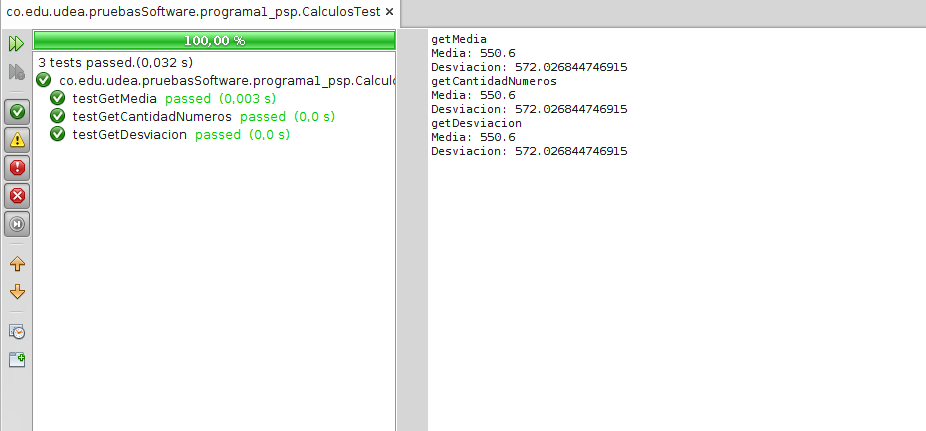 co.edu.udea.pruebasSoftware.programa1_psp.CalculosTest ×
100,00 %
3 tests passed.(0,032 s)
co.edu.udea.pruebasSoftware.programa1_psp.Calculo
testGetMedia passed (0,003 s)
testGetCantidadNumeros passed (0,0 s)
testGetDesviacion passed (0,0 s)
getMedia
Media: 550.6
Desviacion: 572.026844746915
getCantidadNumeros
Media: 550.6
Desviacion: 572.026844746915
getDesviacion
Media: 550.6
Desviacion: 572.026844746915